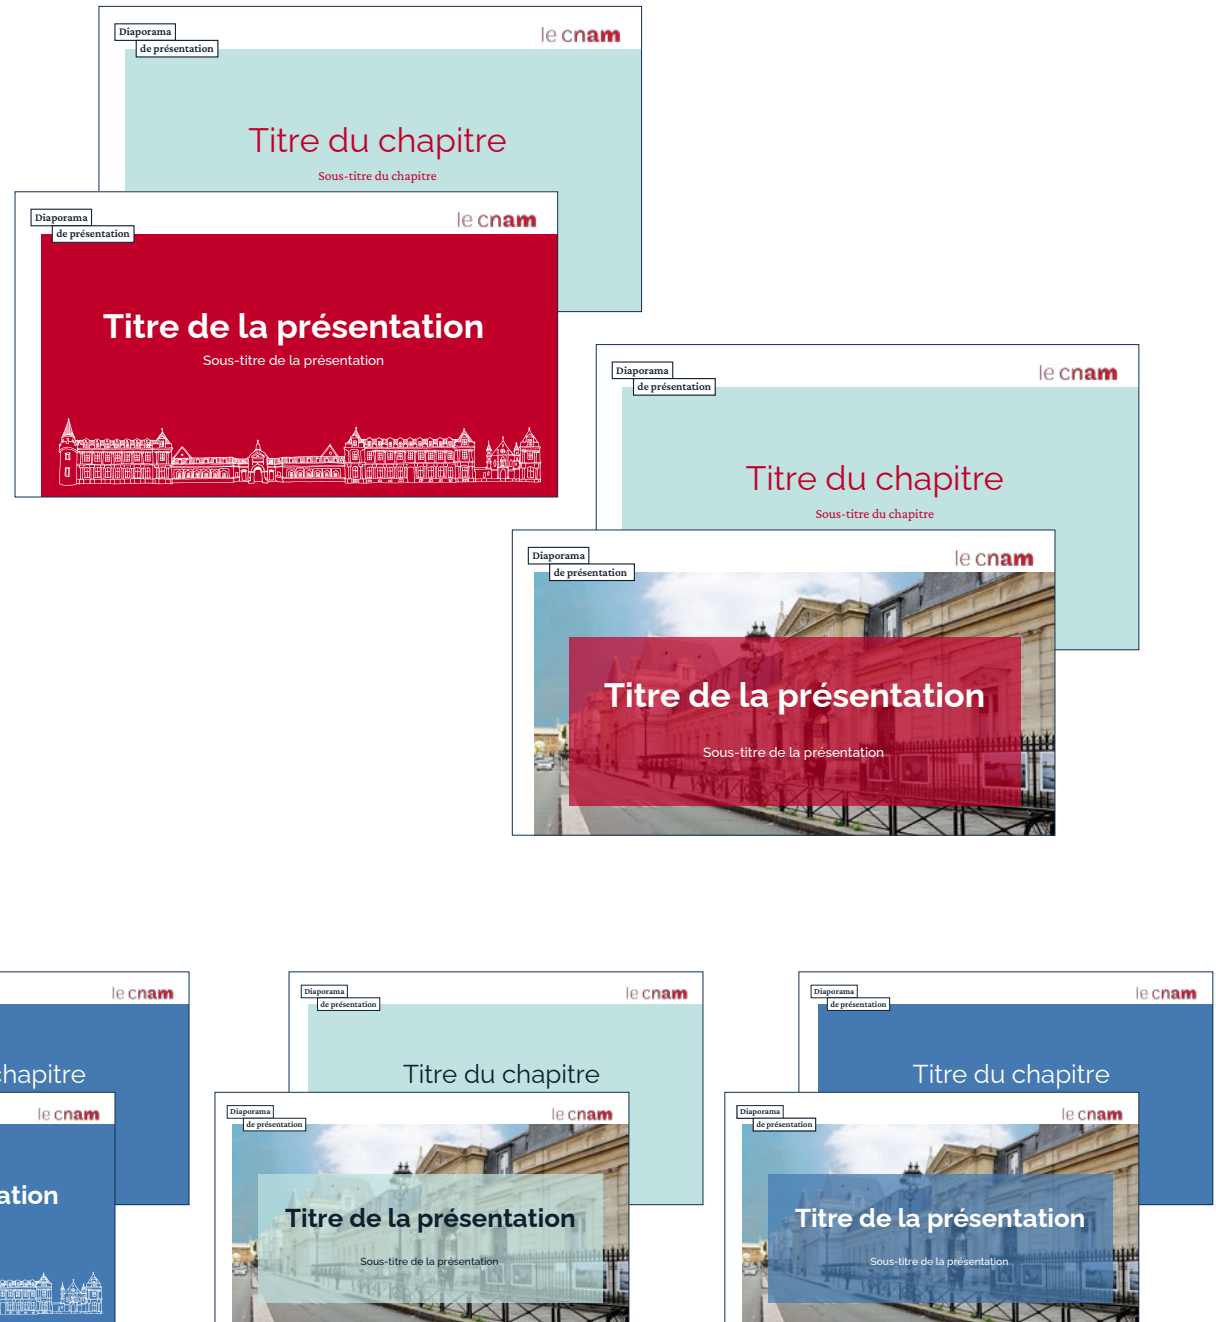 Diaporama
de présentation
le cnam
Titre du chapitre
Sous-titre du chapitre
Diaporama
de présentation
le cnam
Titre de la présentation
Sous-titre de la présentation
Diaporama
de présentation
le cnam
Titre du chapitre
Sous-titre du chapitre
Diaporama
de présentation
le cnam
Titre de la présentation
Sous-titre de la présentation
le cnam
chapitre
le cnam
ation
Diaporama
de présentation
le cnam
Titre du chapitre
Diaporama
de présentation
le cnam
Titre de la présentation
Sous-titre de la présentation
Diaporama
de présentation
le cnam
Titre du chapitre
Diaporama
de présentation
le cnam
Titre de la présentation
Sous-titre de la présentation